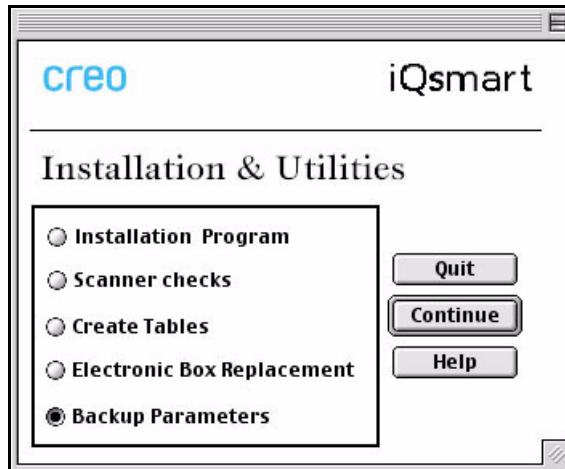 creo
iQsmart
Installation & Utilities
Installation Program
Scanner checks
Create Tables
Electronic Box Replacement
Backup Parameters
Quit
Continue
Help